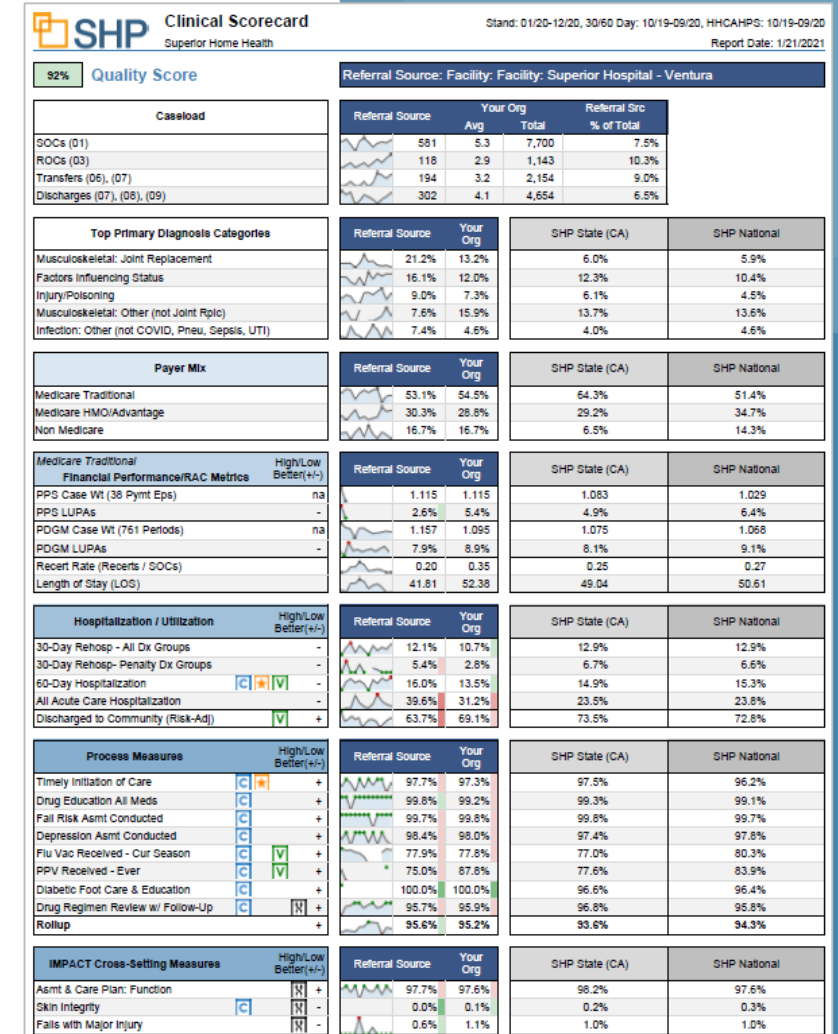 SHP
Clinical Scorecard
Superior Home Health
Stand: 01/20-12/20, 30/60 Day: 10/19-09/20, HHCAHPS: 10/19-09/20
Report Date: 1/21/2021
92% Quality Score
Referral Source: Facility: Facility: Superior Hospital - Ventura
Caseload Referral Source Your Org Referral Src
Avg Total % of Total
SOCs (01) 581 5.3 7,700 7.5%
ROCs (03) 118 2.9 1,143 10.3%
Transfers (06), (07) 194 3.2 2,154 9.0%
Discharges (07), (08), (09) 302 4.1 4,654 6.5%
Top Primary Diagnosis Categories Referral Source Your Org SHP State (CA) SHP National
Musculoskeletal: Joint Replacement 21.2% 13.2% 6.0% 5.9%
Factors Influencing Status 16.1% 12.0% 12.3% 10.4%
Injury/Poisoning 9.0% 7.3% 6.1% 4.5%
Musculoskeletal: Other (not Joint Rplc) 7.6% 15.9% 13.7% 13.6%
Infection: Other (not COVID, Pneu, Sepsis, UTI) 7.4% 4.6% 4.0% 4.6%
Payer Mix Referral Source Your Org SHP State (CA) SHP National
Medicare Traditional 53.1% 54.5% 64.3% 51.4%
Medicare HMO/Advantage 30.3% 28.8% 29.2% 34.7%
Non Medicare 16.7% 16.7% 6.5% 14.3%
Medicare Traditional
Financial Performance/RAC Metrics High/Low Better(+/-) Referral Source Your Org SHP State (CA) SHP National
PPS Case Wt (38 Pymt Eps) na 1.115 1.115 1.083 1.029
PPS LUPAs - 2.6% 5.4% 4.9% 6.4%
PDGM Case Wt (761 Periods) na 1.157 1.095 1.075 1.068
PDGM LUPAs - 7.9% 8.9% 8.1% 9.1%
Recert Rate (Recerts / SOCs) 0.20 0.35 0.25 0.27
Length of Stay (LOS) 41.81 52.38 49.04 50.61
Hospitalization / Utilization High/Low Better(+/-) Referral Source Your Org SHP State (CA) SHP National
30-Day Rehosp - All Dx Groups - 12.1% 10.7% 12.9% 12.9%
30-Day Rehosp- Penalty Dx Groups - 5.4% 2.8% 6.7% 6.6%
60-Day Hospitalization C V - 16.0% 13.5% 14.9% 15.3%
All Acute Care Hospitalization - 39.6% 31.2% 23.5% 23.8%
Discharged to Community (Risk-Adj) V + 63.7% 69.1% 73.5% 72.8%
Process Measures High/Low Better(+/-) Referral Source Your Org SHP State (CA) SHP National
Timely Initiation of Care C + 97.7% 97.3% 97.5% 96.2%
Drug Education All Meds C + 99.8% 99.2% 99.3% 99.1%
Fall Risk Asmt Conducted C + 99.7% 99.8% 99.8% 99.7%
Depression Asmt Conducted C + 98.4% 98.0% 97.4% 97.8%
Flu Vac Received - Cur Season C V + 77.9% 77.8% 77.0% 80.3%
PPV Received - Ever C V + 75.0% 87.8% 77.6% 83.9%
Diabetic Foot Care & Education C + 100.0% 100.0% 96.6% 96.4%
Drug Regimen Review w/ Follow-Up C + 95.7% 95.9% 96.8% 95.8%
Rollup + 95.6% 95.2% 93.6% 94.3%
IMPACT Cross-Setting Measures High/Low Better(+/-) Referral Source Your Org SHP State (CA) SHP National
Asmt & Care Plan: Function + 97.7% 97.6% 98.2% 97.6%
Skin Integrity C - 0.0% 0.1% 0.2% 0.3%
Falls with Major Injury - 0.6% 1.1% 1.0% 1.0%